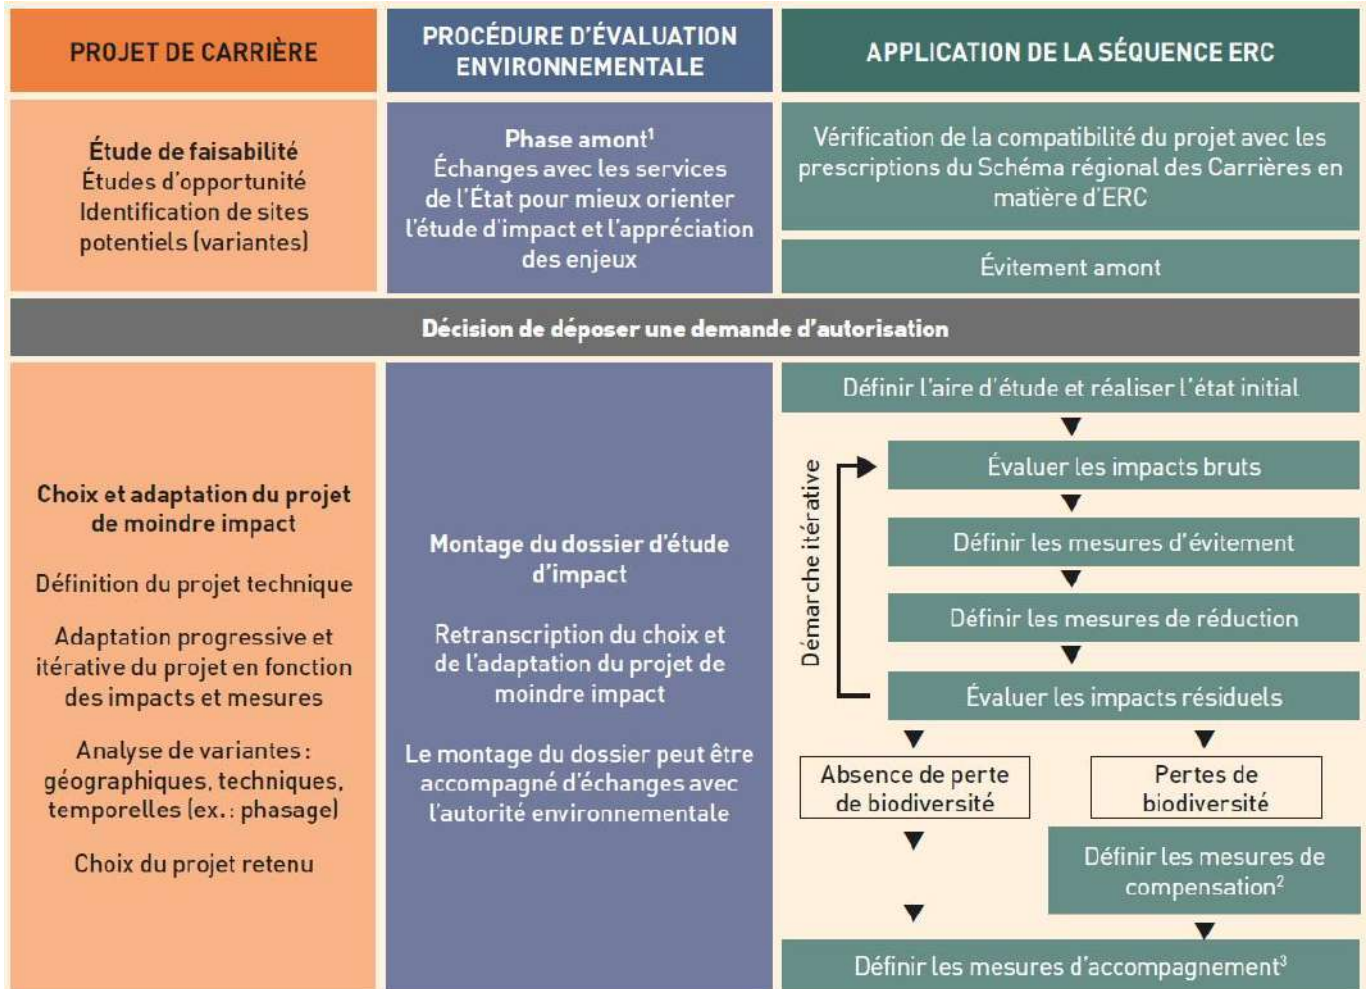 PROJET DE CARRIÈRE
PROCÉDURE D'ÉVALUATION
ENVIRONNEMENTALE
APPLICATION DE LA SÉQUENCE ERC
Étude de faisabilité
Études d'opportunité
Identification de sites
potentiels (variantes)
Phase amont¹
Échanges avec les services
de l'État pour mieux orienter
l'étude d'impact et l'appréciation
des enjeux
Vérification de la compatibilité du projet avec les
prescriptions du Schéma régional des Carrières en
matière d'ERC
Évitement amont
Décision de déposer une demande d'autorisation
Choix et adaptation du projet
de moindre impact
Définition du projet technique
Adaptation progressive et
itérative du projet en fonction
des impacts et mesures
Analyse de variantes :
géographiques, techniques,
temporelles (ex. : phasage)
Choix du projet retenu
Montage du dossier d'étude
d'impact
Retranscription du choix et
de l'adaptation du projet de
moindre impact
Le montage du dossier peut être
accompagné d'échanges avec
l'autorité environnementale
Définir l'aire d'étude et réaliser l'état initial
Démarche itérative
Évaluer les impacts bruts
Définir les mesures d'évitement
Définir les mesures de réduction
Évaluer les impacts résiduels
Absence de perte
de biodiversité
Pertes de
biodiversité
Définir les mesures de
compensation²
Définir les mesures d'accompagnement³